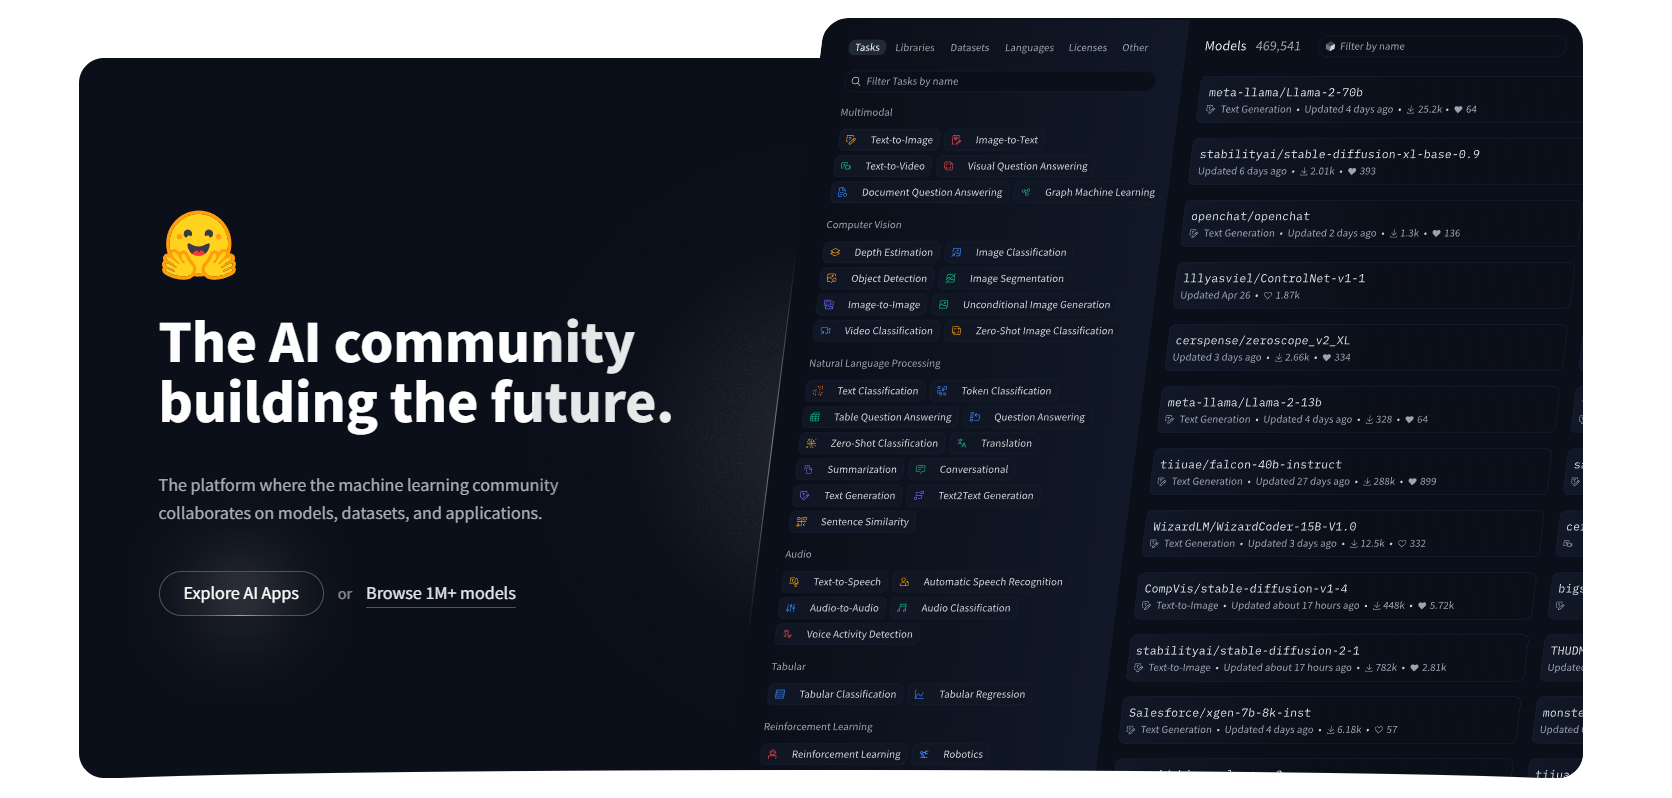 The AI community
building the future.
The platform where the machine learning community
collaborates on models, datasets, and applications.
Explore AI Apps or Browse 1M+ models
Tasks Libraries Datasets Languages Licenses Other
Filter Tasks by name
Multimodal
Text-to-Image Image-to-Text
Text-to-Video Visual Question Answering
Document Question Answering Graph Machine Learning
Computer Vision
Depth Estimation Image Classification
Object Detection Image Segmentation
Image-to-Image Unconditional Image Generation
Video Classification Zero-Shot Image Classification
Natural Language Processing
Text Classification Token Classification
Table Question Answering Question Answering
Zero-Shot Classification Translation
Summarization Conversational
Text Generation Text2Text Generation
Sentence Similarity
Audio
Text-to-Speech Automatic Speech Recognition
Audio-to-Audio Audio Classification
Voice Activity Detection
Tabular
Tabular Classification Tabular Regression
Reinforcement Learning
Reinforcement Learning Robotics
Models 469,541 Filter by name
meta-llama/Llama-2-70b
Text Generation • Updated 4 days ago • 25.2k • 64
stabilityai/stable-diffusion-xl-base-0.9
Updated 6 days ago • 2.01k • 393
openchat/openchat
Text Generation • Updated 2 days ago • 1.3k • 136
lllyasviel/ControlNet-v1-1
Updated Apr 26 • 1.87k
cerspense/zeroscope_v2_XL
Updated 3 days ago • 2.66k • 334
meta-llama/Llama-2-13b
Text Generation • Updated 4 days ago • 328 • 64
tiiuae/falcon-40b-instruct
Text Generation • Updated 27 days ago • 288k • 899
WizardLM/WizardCoder-15B-V1.0
Text Generation • Updated 3 days ago • 12.5k • 332
CompVis/stable-diffusion-v1-4
Text-to-Image • Updated about 17 hours ago • 448k • 5.72k
stabilityai/stable-diffusion-2-1
Text-to-Image • Updated about 17 hours ago • 782k • 2.81k
Salesforce/xgen-7b-8k-inst
Text Generation • Updated 4 days ago • 6.18k • 57